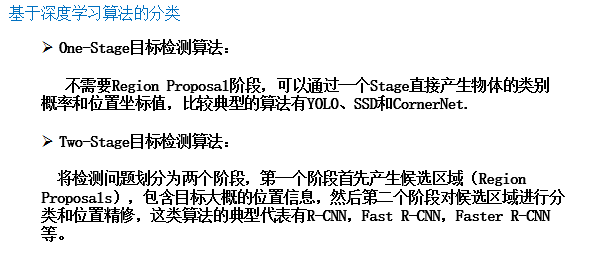 基于深度学习算法的分类
➢ One-Stage目标检测算法：
不需要Region Proposal阶段，可以通过一个Stage直接产生物体的类别
概率和位置坐标值，比较典型的算法有YOLO、SSD和CornerNet.
➢ Two-Stage目标检测算法：
将检测问题划分为两个阶段，第一个阶段首先产生候选区域（Region
Proposals），包含目标大概的位置信息，然后第二个阶段对候选区域进行分
类和位置精修，这类算法的典型代表有R-CNN，Fast R-CNN，Faster R-CNN
等。